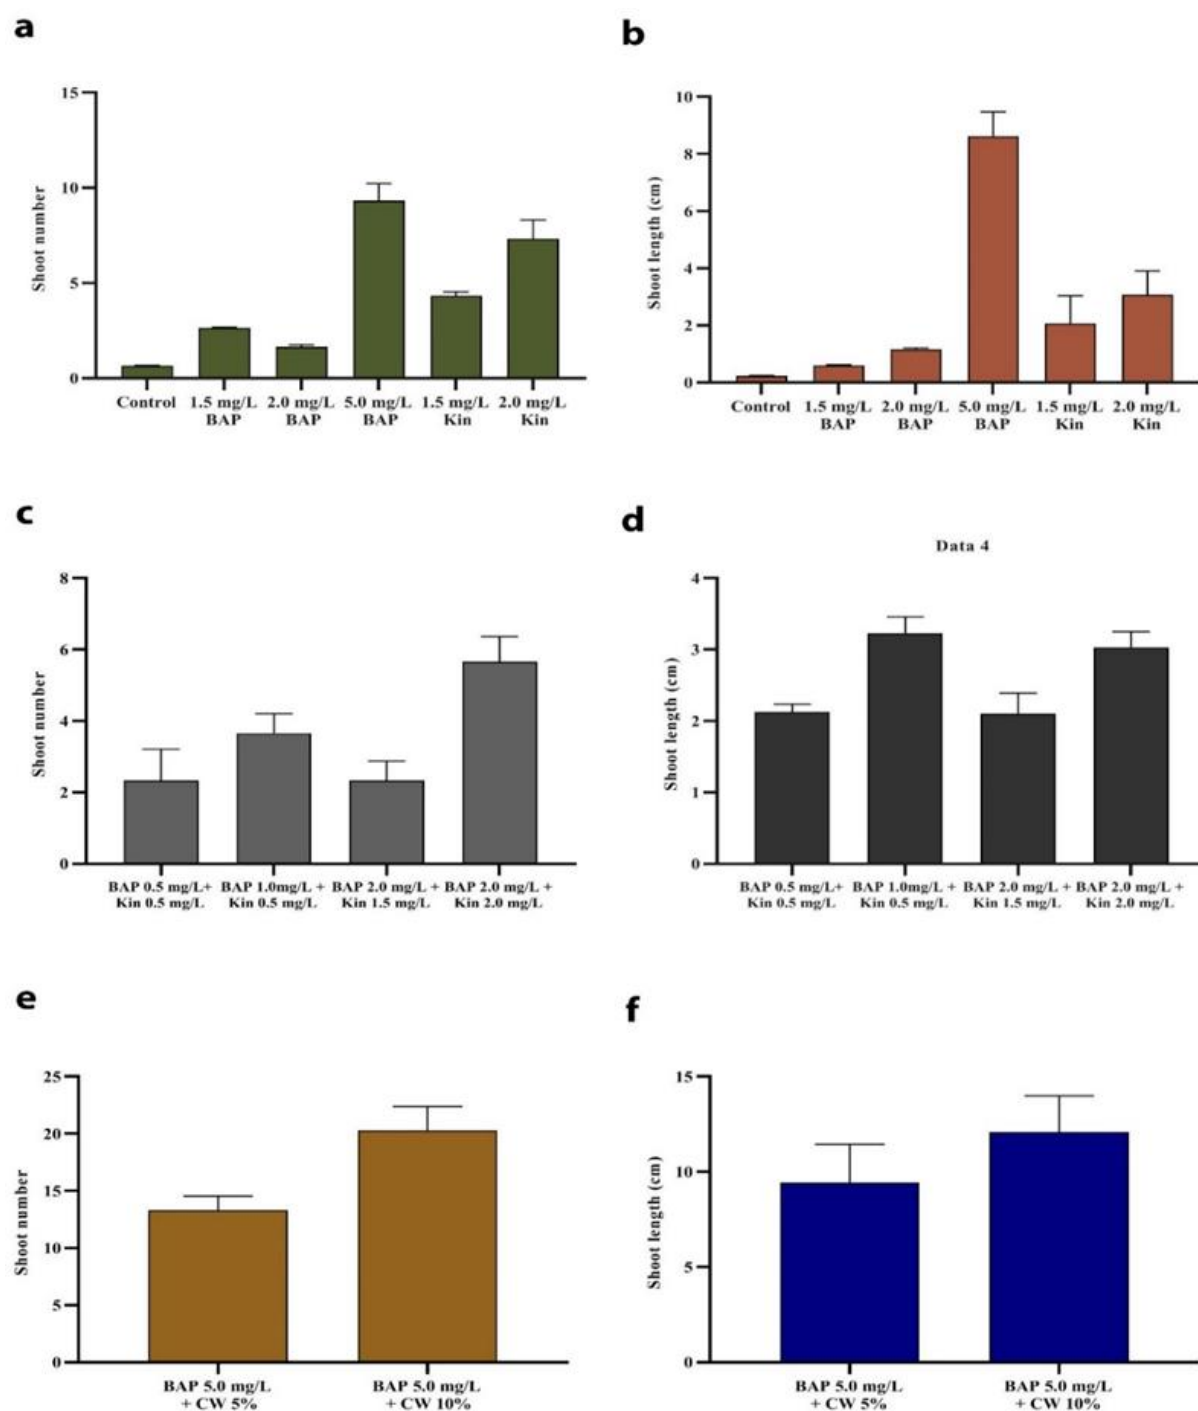 a
15
10
5
0
Shoot number
Control 1.5 mg/L 2.0 mg/L 5.0 mg/L 1.5 mg/L 2.0 mg/L
BAP BAP BAP Kin Kin
b
10
8
6
4
2
0
Shoot length (cm)
Control 1.5 mg/L 2.0 mg/L 5.0 mg/L 1.5 mg/L 2.0 mg/L
BAP BAP BAP Kin Kin
c
8
6
4
2
0
Shoot number
BAP 0.5 mg/L+ BAP 1.0mg/L + BAP 2.0 mg/L + BAP 2.0 mg/L +
Kin 0.5 mg/L Kin 0.5 mg/L Kin 1.5 mg/L Kin 2.0 mg/L
d
Data 4
4
3
2
1
0
Shoot length (cm)
BAP 0.5 mg/L+ BAP 1.0mg/L + BAP 2.0 mg/L + BAP 2.0 mg/L +
Kin 0.5 mg/L Kin 0.5 mg/L Kin 1.5 mg/L Kin 2.0 mg/L
e
25
20
15
10
5
0
Shoot number
BAP 5.0 mg/L BAP 5.0 mg/L
+ CW 5% + CW 10%
f
15
10
5
0
Shoot length (cm)
BAP 5.0 mg/L BAP 5.0 mg/L
+ CW 5% + CW 10%